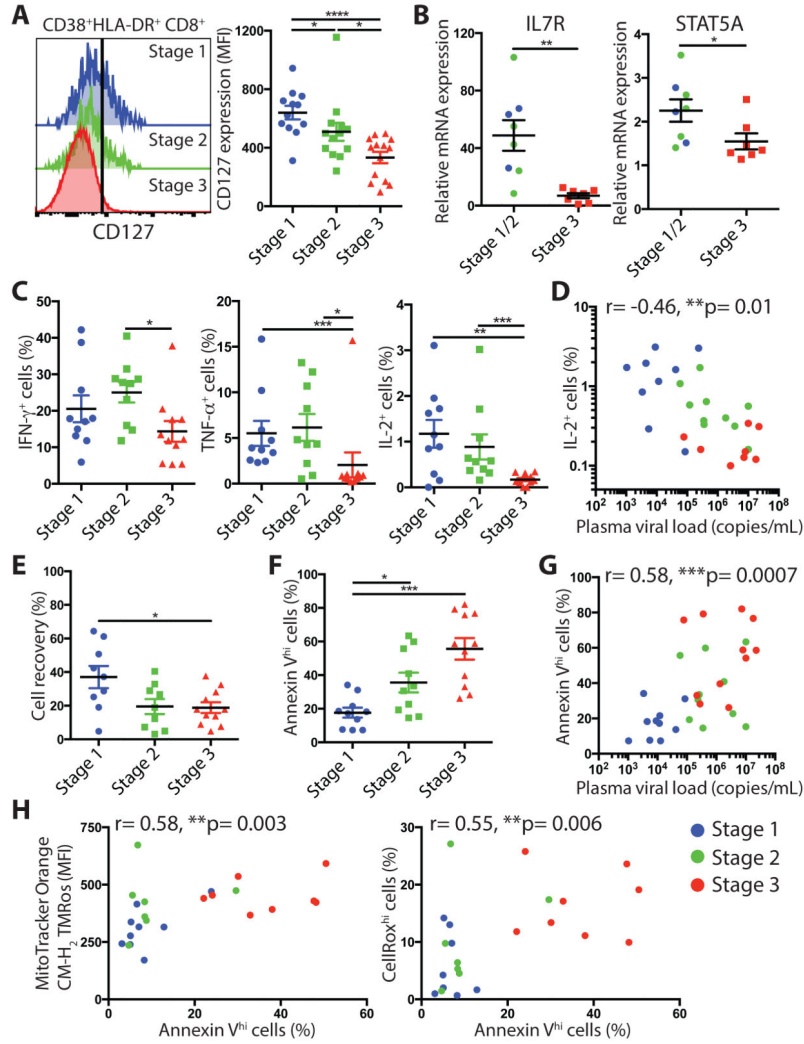 A
CD38⁺HLA-DR⁺ CD8⁺
Stage 1
Stage 2
Stage 3
CD127
CD127 expression (MFI)
1200
800
400
0
****
* *
Stage 1 Stage 2 Stage 3
B
IL7R
Relative mRNA expression
120
80
40
0
**
Stage 1/2 Stage 3
STAT5A
Relative mRNA expression
4
3
2
1
0
*
Stage 1/2 Stage 3
C
IFN-γ⁺ cells (%)
50
40
30
20
10
0
*
Stage 1 Stage 2 Stage 3
TNF-α⁺ cells (%)
20
15
10
5
0
*
***
Stage 1 Stage 2 Stage 3
IL-2⁺ cells (%)
4
3
2
1
0
***
**
Stage 1 Stage 2 Stage 3
D
r= -0.46, **p= 0.01
IL-2⁺ cells (%)
10
1
0.1
10² 10³ 10⁴ 10⁵ 10⁶ 10⁷ 10⁸
Plasma viral load (copies/mL)
E
Cell recovery (%)
100
80
60
40
20
0
*
Stage 1 Stage 2 Stage 3
F
Annexin Vʰⁱ cells (%)
100
80
60
40
20
0
*
***
Stage 1 Stage 2 Stage 3
G
r= 0.58, ***p= 0.0007
Annexin Vʰⁱ cells (%)
100
80
60
40
20
0
10² 10³ 10⁴ 10⁵ 10⁶ 10⁷ 10⁸
Plasma viral load (copies/mL)
H
r= 0.58, **p= 0.003
MitoTracker Orange
CM-H₂ TMRos (MFI)
750
500
250
0
0 20 40 60
Annexin Vʰⁱ cells (%)
r= 0.55, **p= 0.006
CellRoxʰⁱ cells (%)
30
20
10
0
0 20 40 60
Annexin Vʰⁱ cells (%)
Stage 1
Stage 2
Stage 3